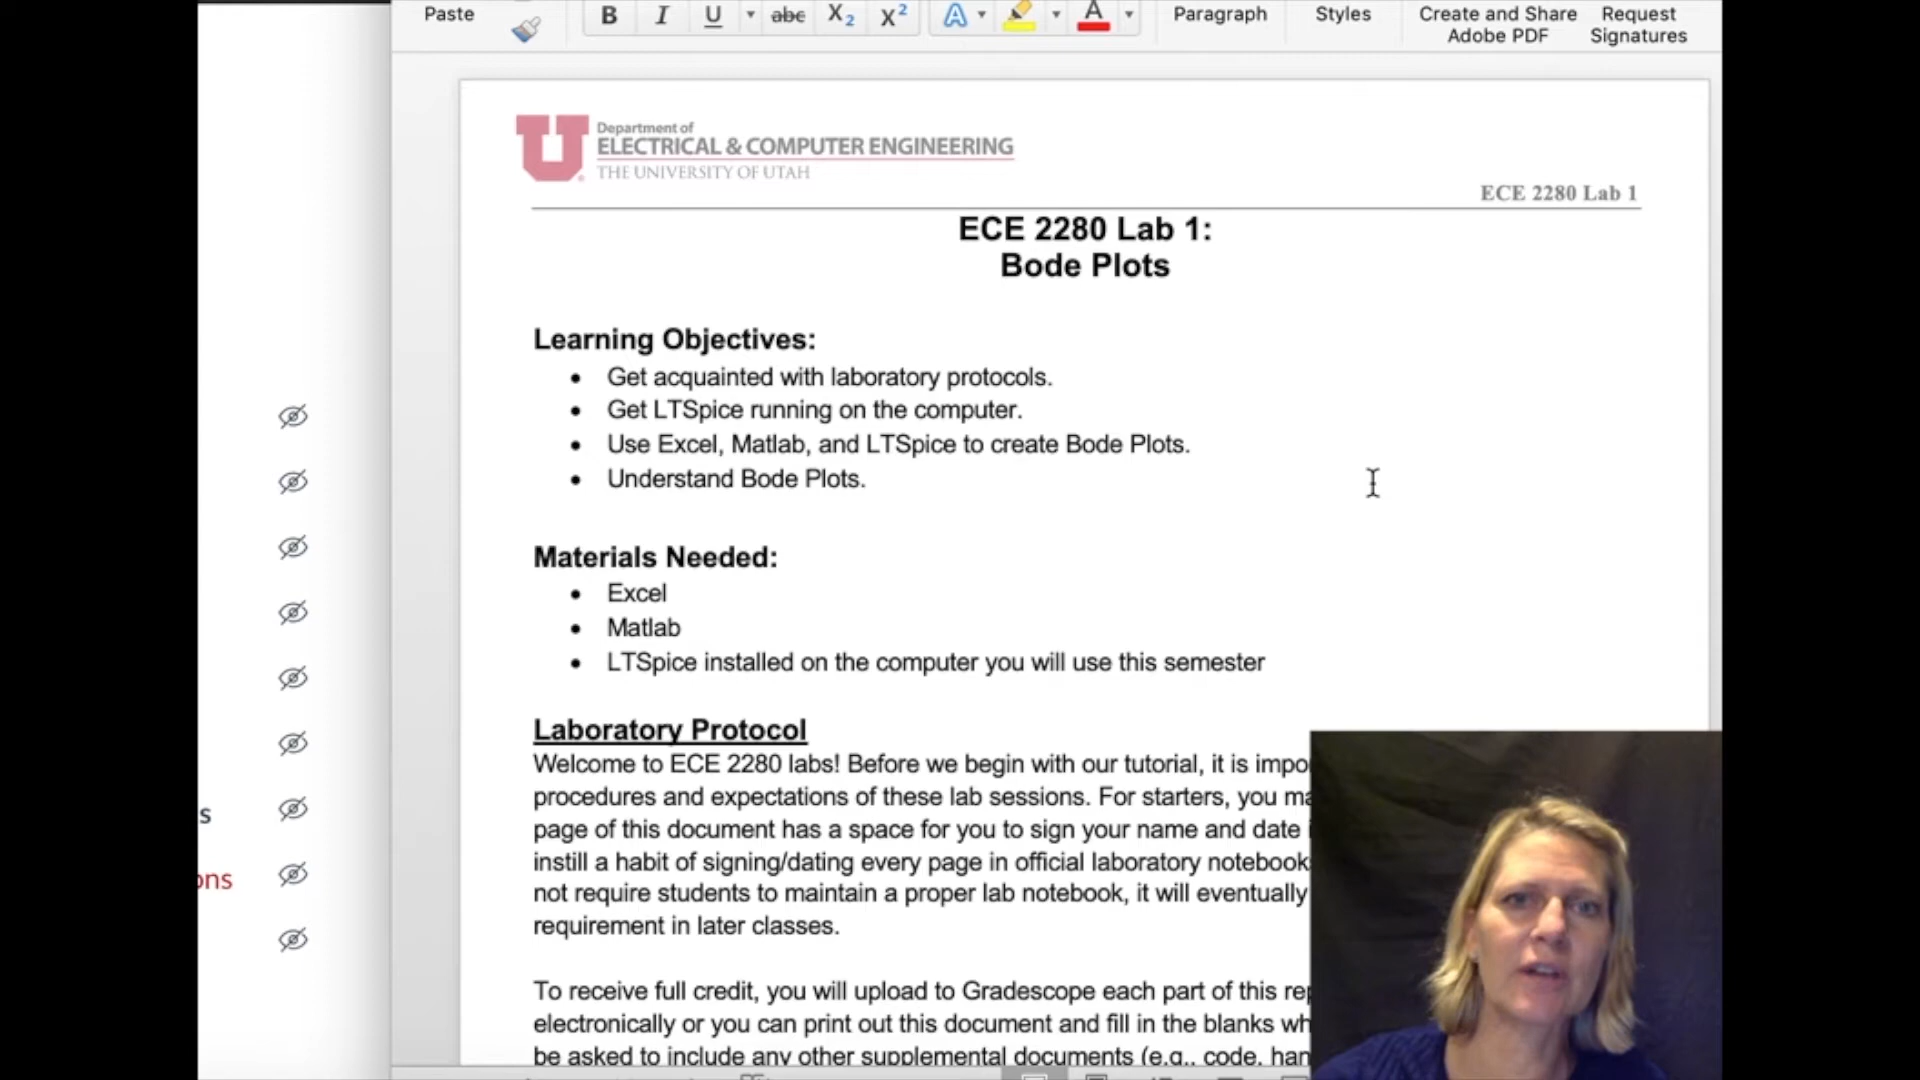 Paste
B I U abc X2 X2 A A
Paragraph
Styles
Create and Share
Adobe PDF
Request
Signatures
Department of
ELECTRICAL & COMPUTER ENGINEERING
THE UNIVERSITY OF UTAH
ECE 2280 Lab 1
ECE 2280 Lab 1:
Bode Plots
Learning Objectives:
• Get acquainted with laboratory protocols.
• Get LTSpice running on the computer.
• Use Excel, Matlab, and LTSpice to create Bode Plots.
• Understand Bode Plots.
Materials Needed:
• Excel
• Matlab
• LTSpice installed on the computer you will use this semester
Laboratory Protocol
Welcome to ECE 2280 labs! Before we begin with our tutorial, it is impo
procedures and expectations of these lab sessions. For starters, you ma
page of this document has a space for you to sign your name and date
instill a habit of signing/dating every page in official laboratory notebook
not require students to maintain a proper lab notebook, it will eventually
requirement in later classes.
To receive full credit, you will upload to Gradescope each part of this rep
electronically or you can print out this document and fill in the blanks wh
be asked to include any other supplemental documents (e.g., code, han
s
ons